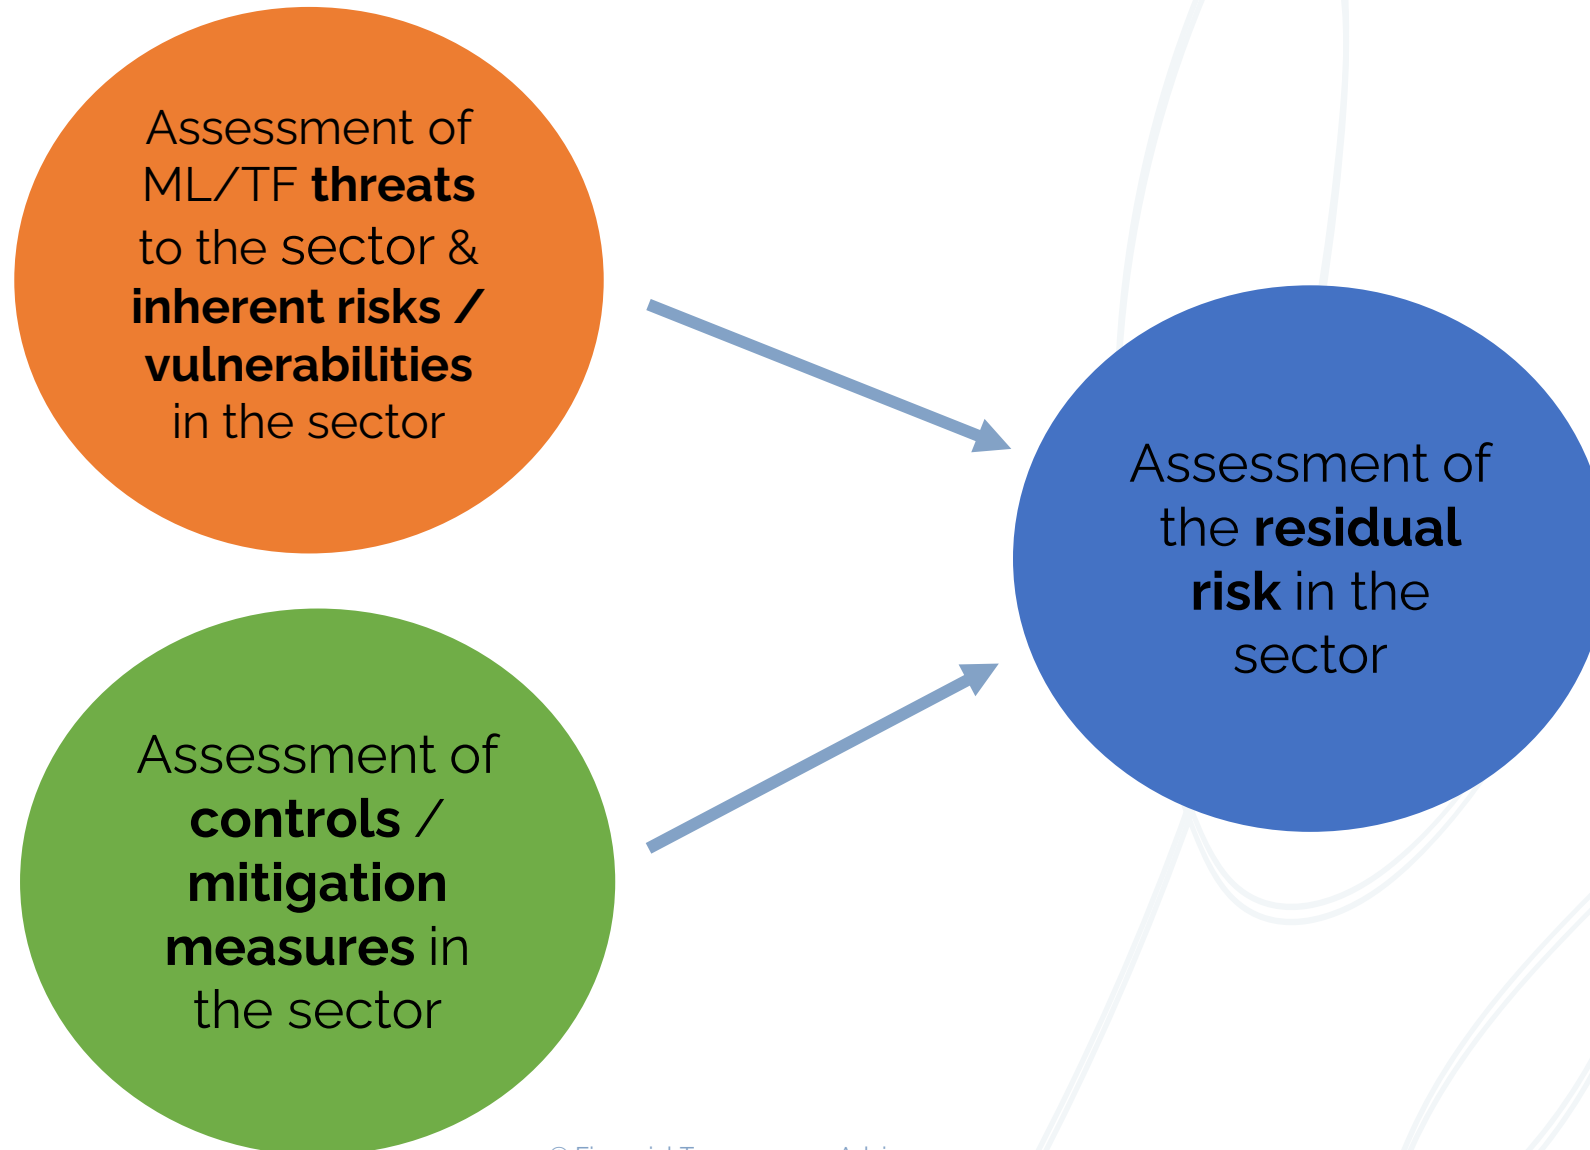 Assessment of
ML/TF threats
to the sector &
inherent risks /
vulnerabilities
in the sector
Assessment of
controls /
mitigation
measures in
the sector
Assessment of
the residual
risk in the
sector